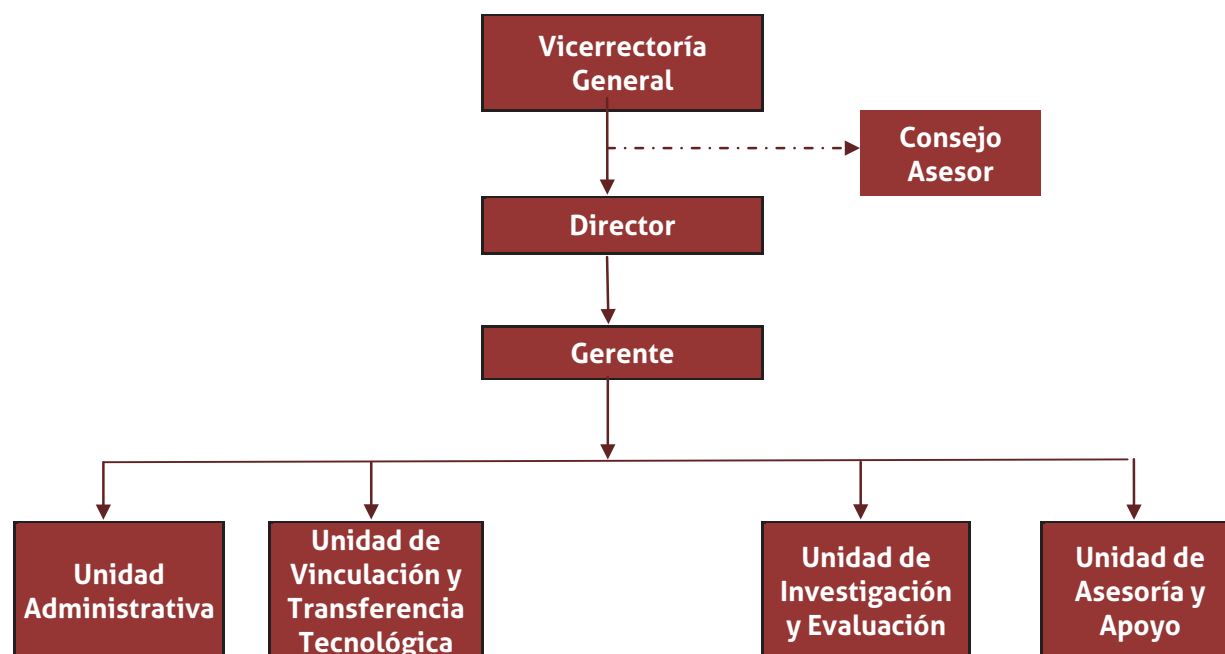 Vicerrectoría
General
Consejo
Asesor
Director
Gerente
Unidad
Administrativa
Unidad de
Vinculación y
Transferencia
Tecnológica
Unidad de
Investigación
y Evaluación
Unidad de
Asesoría y
Apoyo